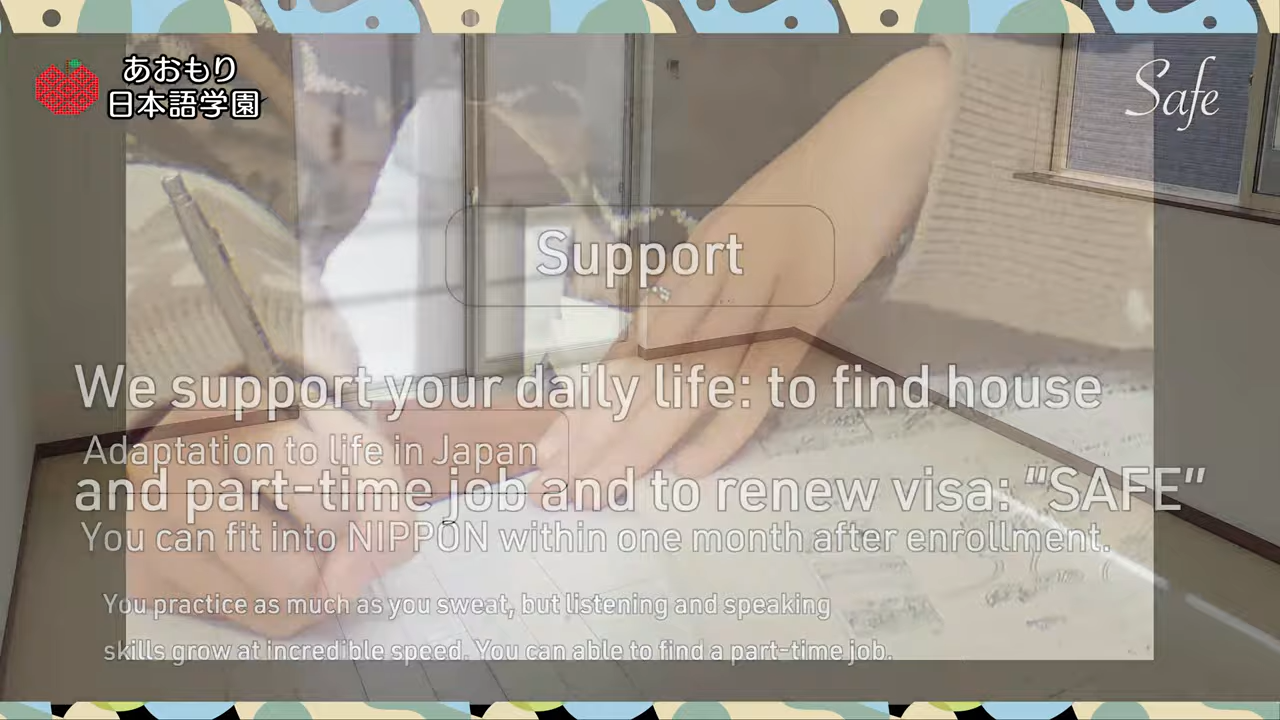 あおもり
日本語学園
Safe
Support
We support your daily life: to find house
Adaptation to life in Japan
and part-time job and to renew visa: “SAFE”
You can fit into NIPPON within one month after enrollment.
You practice as much as you sweat, but listening and speaking
skills grow at incredible speed. You can able to find a part-time job.